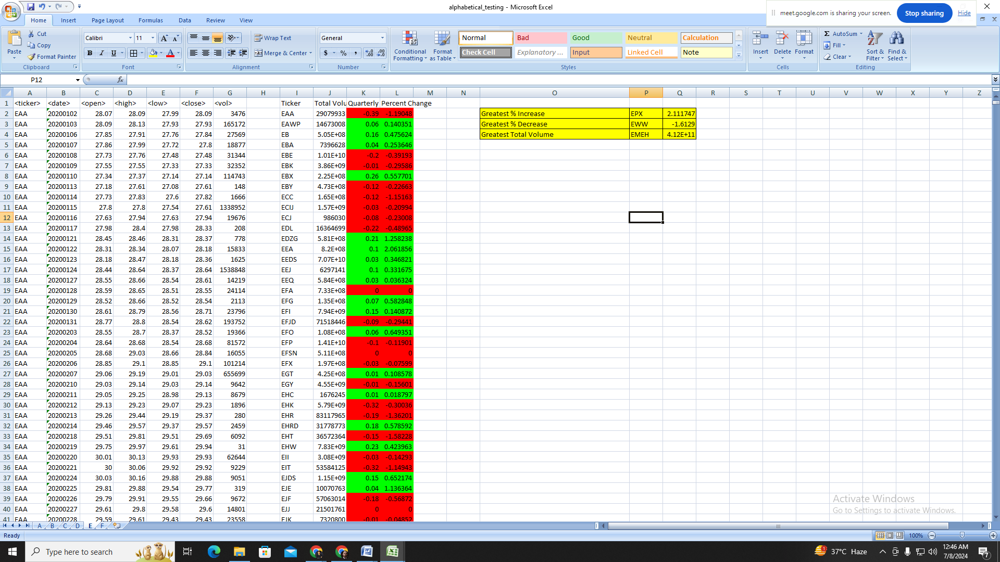 alphabetical_testing - Microsoft Excel
meet.google.com is sharing your screen. Stop sharing Hide
Home Insert Page Layout Formulas Data Review View
Paste Cut Copy Format Painter Clipboard
Calibri 11 B I U Font
Wrap Text Merge & Center Alignment
General $ % , Number
Conditional Formatting Format as Table
Normal Bad Good Neutral Calculation
Check Cell Explanatory ... Input Linked Cell Note
Styles
Insert Delete Format Cells
AutoSum Fill Clear Sort & Filter Find & Select Editing
P12 fx
A B C D E F G H I J K L M N O P Q R S T U V W X Y Z
1 <ticker> <date> <open> <high> <low> <close> <vol> Ticker Total Volu Quarterly Percent Change
2 EAA 20200102 28.07 28.09 27.99 28.09 3476 EAA 29079933 -0.39 -1.19048 Greatest % Increase EPX 2.111747
3 EAA 20200103 28.09 28.13 27.93 27.93 165172 EAWP 14673008 0.06 0.140351 Greatest % Decrease EWW -1.6129
4 EAA 20200106 27.85 27.91 27.76 27.84 27569 EB 5.05E+08 0.16 0.475624 Greatest Total Volume EMEH 4.12E+11
5 EAA 20200107 27.86 27.99 27.72 27.8 18877 EBA 7396628 0.04 0.253646
6 EAA 20200108 27.73 27.76 27.48 27.48 31344 EBE 1.01E+10 -0.2 -0.39193
7 EAA 20200109 27.55 27.55 27.33 27.33 32352 EBK 3.86E+09 -0.01 -0.29586
8 EAA 20200110 27.34 27.37 27.14 27.14 114743 EBX 2.25E+08 0.26 0.557701
9 EAA 20200113 27.18 27.61 27.08 27.61 148 EBY 4.73E+08 -0.12 -0.22663
10 EAA 20200114 27.73 27.83 27.6 27.82 1666 ECC 1.65E+08 -0.12 -1.15163
11 EAA 20200115 27.8 27.8 27.54 27.61 1338952 ECIJ 1.57E+09 -0.03 -0.20994
12 EAA 20200116 27.63 27.94 27.63 27.94 19676 ECJ 986030 -0.08 -0.23008
13 EAA 20200117 27.98 28.4 27.98 28.33 208 EDL 16364699 -0.22 -0.48965
14 EAA 20200121 28.45 28.46 28.31 28.37 778 EDZG 5.81E+08 0.21 1.258238
15 EAA 20200122 28.31 28.34 28.07 28.18 15833 EEA 8.2E+08 0.1 2.061856
16 EAA 20200123 28.18 28.47 28.18 28.36 1625 EEDS 7.07E+10 0.03 0.346821
17 EAA 20200124 28.44 28.64 28.37 28.64 1538848 EEJ 6297141 0.1 0.331675
18 EAA 20200127 28.55 28.66 28.54 28.61 14219 EEQ 5.84E+08 0.03 0.036324
19 EAA 20200128 28.59 28.65 28.51 28.55 24114 EFA 7.33E+08 0 0
20 EAA 20200129 28.52 28.66 28.52 28.54 2113 EFG 1.35E+08 0.07 0.582848
21 EAA 20200130 28.61 28.79 28.56 28.71 23796 EFI 7.94E+09 0.15 0.140872
22 EAA 20200131 28.77 28.8 28.54 28.62 193752 EFJD 71518446 -0.09 -0.29441
23 EAA 20200203 28.55 28.7 28.37 28.52 19366 EFO 1.08E+08 0.06 0.649351
24 EAA 20200204 28.64 28.68 28.54 28.68 81572 EFP 1.41E+10 -0.1 -0.11901
25 EAA 20200205 28.68 29.03 28.66 28.84 16055 EFSN 5.11E+08 0 0
26 EAA 20200206 28.85 29.1 28.85 29.1 101214 EFX 1.97E+08 -0.03 -0.07599
27 EAA 20200207 29.06 29.19 29.01 29.03 655699 EGT 4.25E+08 0.01 0.108578
28 EAA 20200210 29.03 29.14 29.03 29.14 9642 EGY 4.55E+09 -0.01 -0.15601
29 EAA 20200211 29.05 29.25 28.98 29.13 8679 EHC 1676245 0.01 0.018797
30 EAA 20200212 29.13 29.23 29.07 29.23 1896 EHK 5.79E+09 -0.32 -0.30036
31 EAA 20200213 29.26 29.44 29.19 29.37 280 EHR 83117965 -0.19 -1.36201
32 EAA 20200214 29.46 29.57 29.37 29.57 2459 EHRD 31778773 0.18 0.578592
33 EAA 20200218 29.51 29.81 29.51 29.69 6092 EHT 36572364 -0.15 -1.58228
34 EAA 20200219 29.75 29.97 29.61 29.94 31 EHW 7.83E+09 0.23 0.423963
35 EAA 20200220 30.01 30.13 29.93 29.93 62644 EII 3.08E+09 -0.03 -0.14293
36 EAA 20200221 30 30.06 29.92 29.92 9229 EIT 53584125 -0.32 -1.14943
37 EAA 20200224 30.03 30.16 29.88 29.88 9051 EJDS 1.15E+09 0.15 0.652174
38 EAA 20200225 29.81 29.88 29.54 29.77 319 EJE 10070763 0.04 1.136364
39 EAA 20200226 29.79 29.91 29.55 29.66 9672 EJF 57063014 -0.18 -0.56872
40 EAA 20200227 29.61 29.8 29.58 29.6 14801 EJJ 21501761 0 0
41 EAA 20200228 29.59 29.61 29.43 29.43 23558 EJK 7320800 -0.01 -0.04852
Activate Windows
Go to Settings to activate Windows.
A B C D E F
Ready 100%
Type here to search 37°C Haze 12:46 AM
7/8/2024 7